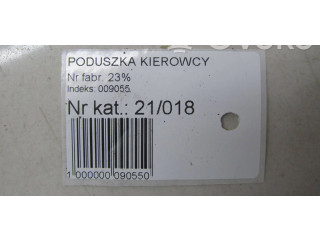 PODUSZKA KIEROWCY
Nr fabr. 23%
Indeks: 009055
Nr kat.: 21/018
1 000000 090550